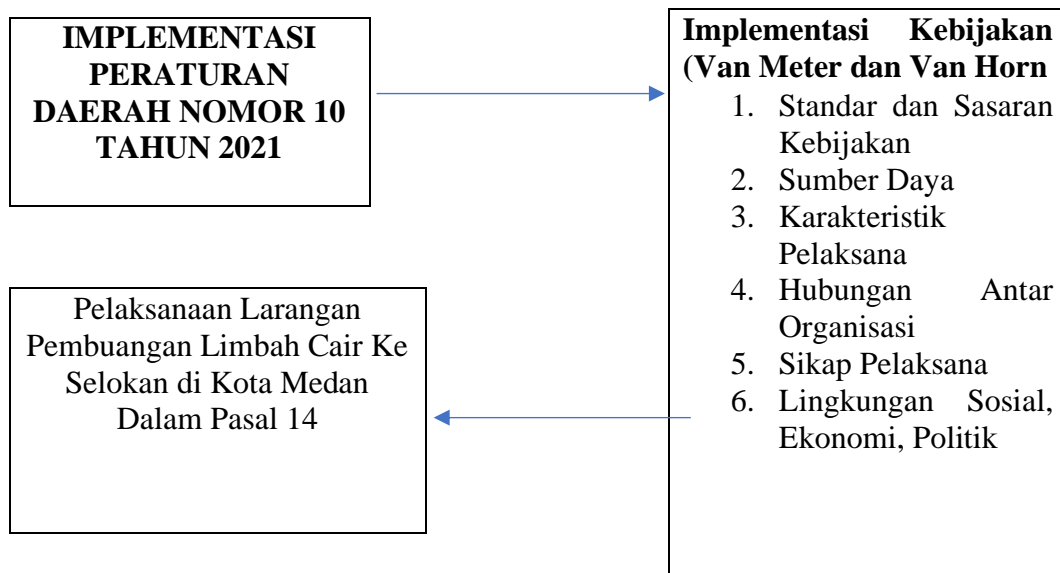 IMPLEMENTASI
PERATURAN
DAERAH NOMOR 10
TAHUN 2021
Implementasi Kebijakan
(Van Meter dan Van Horn
1. Standar dan Sasaran
Kebijakan
2. Sumber Daya
3. Karakteristik
Pelaksana
4. Hubungan Antar
Organisasi
5. Sikap Pelaksana
6. Lingkungan Sosial,
Ekonomi, Politik
Pelaksanaan Larangan
Pembuangan Limbah Cair Ke
Selokan di Kota Medan
Dalam Pasal 14